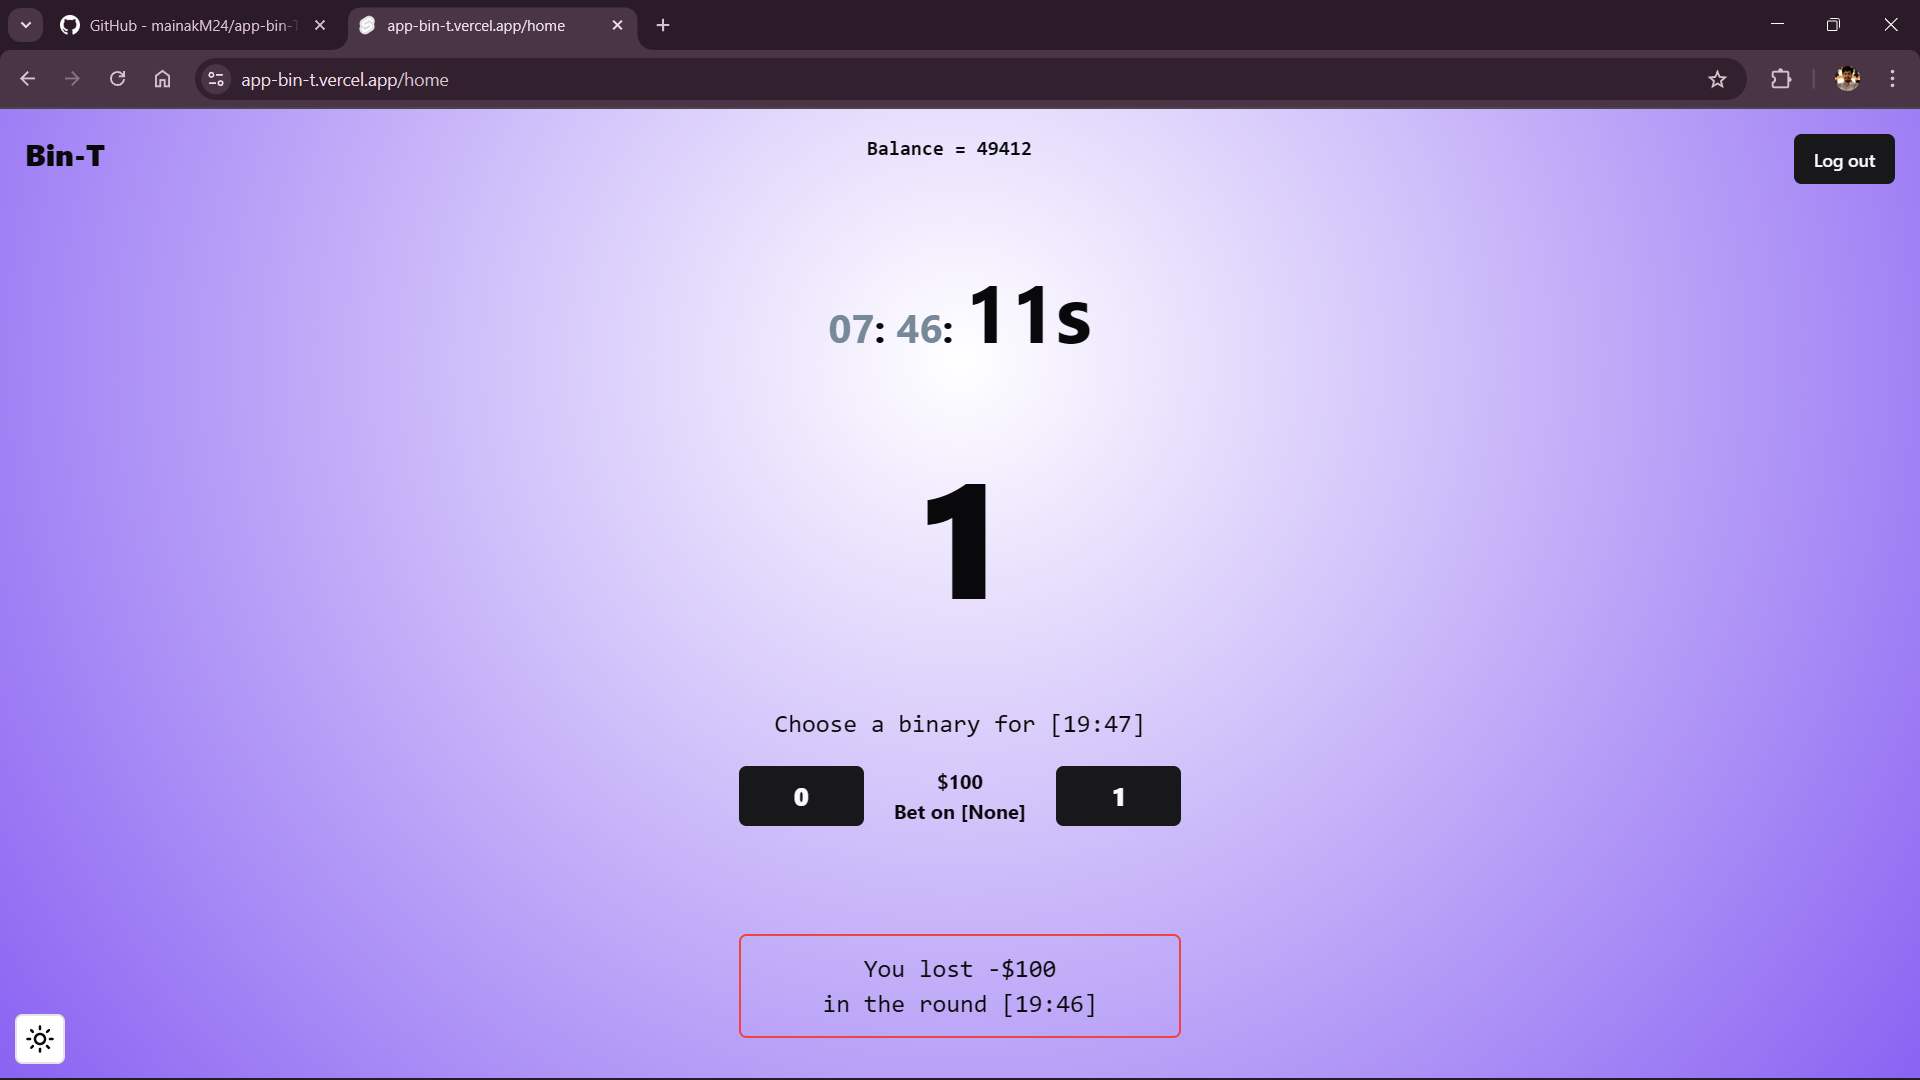 GitHub - mainakM24/app-bin-T
app-bin-t.vercel.app/home
app-bin-t.vercel.app/home
Bin-T
Balance = 49412
Log out
07: 46: 11s
1
Choose a binary for [19:47]
0
$100
Bet on [None]
1
You lost -$100
in the round [19:46]